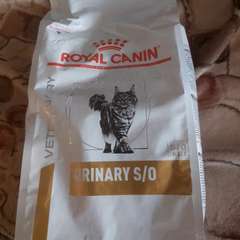 ROYAL CANIN
VETERINARY
URINARY S/O